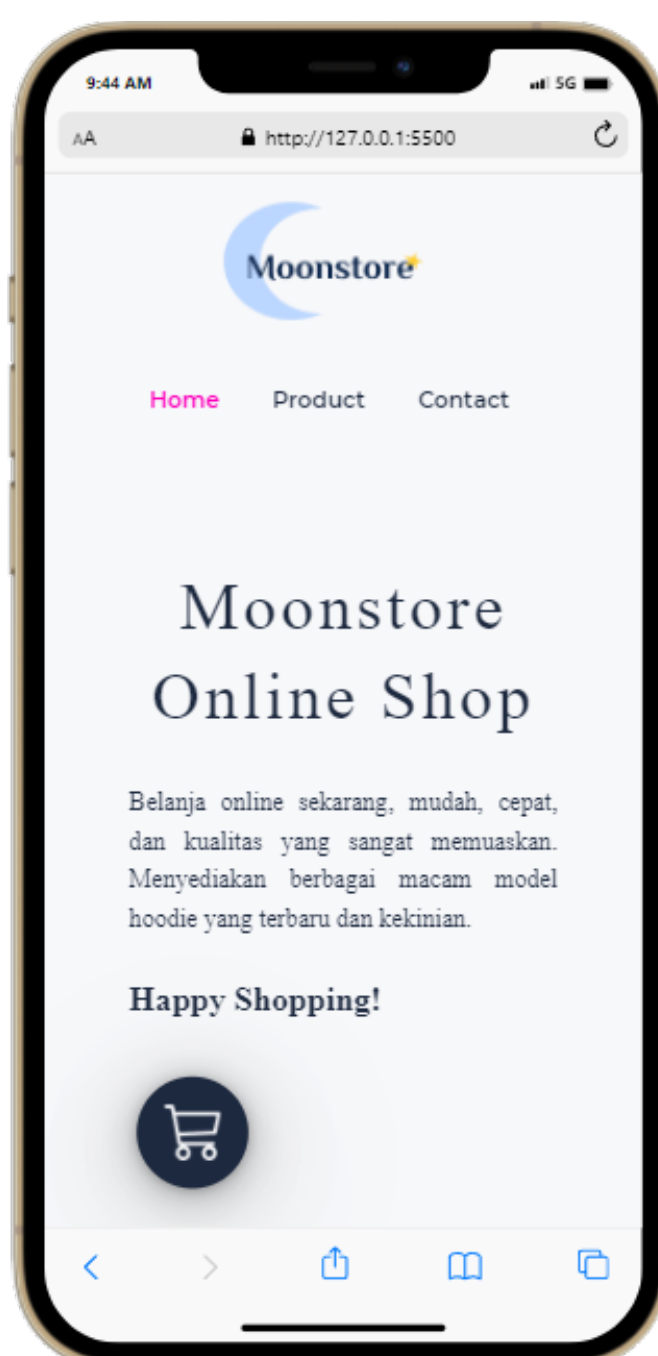 9:44 AM 5G
AA http://127.0.0.1:5500
Moonstore
Home Product Contact
Moonstore
Online Shop
Belanja online sekarang, mudah, cepat,
dan kualitas yang sangat memuaskan.
Menyediakan berbagai macam model
hoodie yang terbaru dan kekinian.
Happy Shopping!